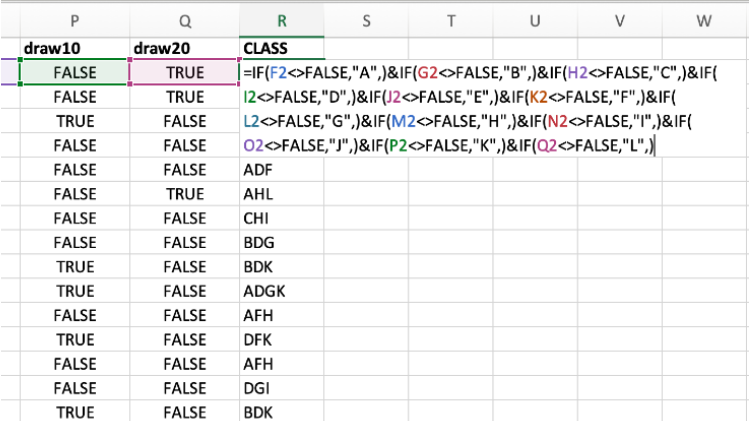 P Q R S T U V W
draw10 draw20 CLASS
FALSE TRUE =IF(F2<>FALSE,"A",)&IF(G2<>FALSE,"B",)&IF(H2<>FALSE,"C",)&IF(
FALSE TRUE I2<>FALSE,"D",)&IF(J2<>FALSE,"E",)&IF(K2<>FALSE,"F",)&IF(
TRUE FALSE L2<>FALSE,"G",)&IF(M2<>FALSE,"H",)&IF(N2<>FALSE,"I",)&IF(
FALSE FALSE O2<>FALSE,"J",)&IF(P2<>FALSE,"K",)&IF(Q2<>FALSE,"L",)
FALSE FALSE ADF
FALSE TRUE AHL
FALSE FALSE CHI
FALSE FALSE BDG
TRUE FALSE BDK
TRUE FALSE ADGK
FALSE FALSE AFH
TRUE FALSE DFK
FALSE FALSE AFH
FALSE FALSE DGI
TRUE FALSE BDK